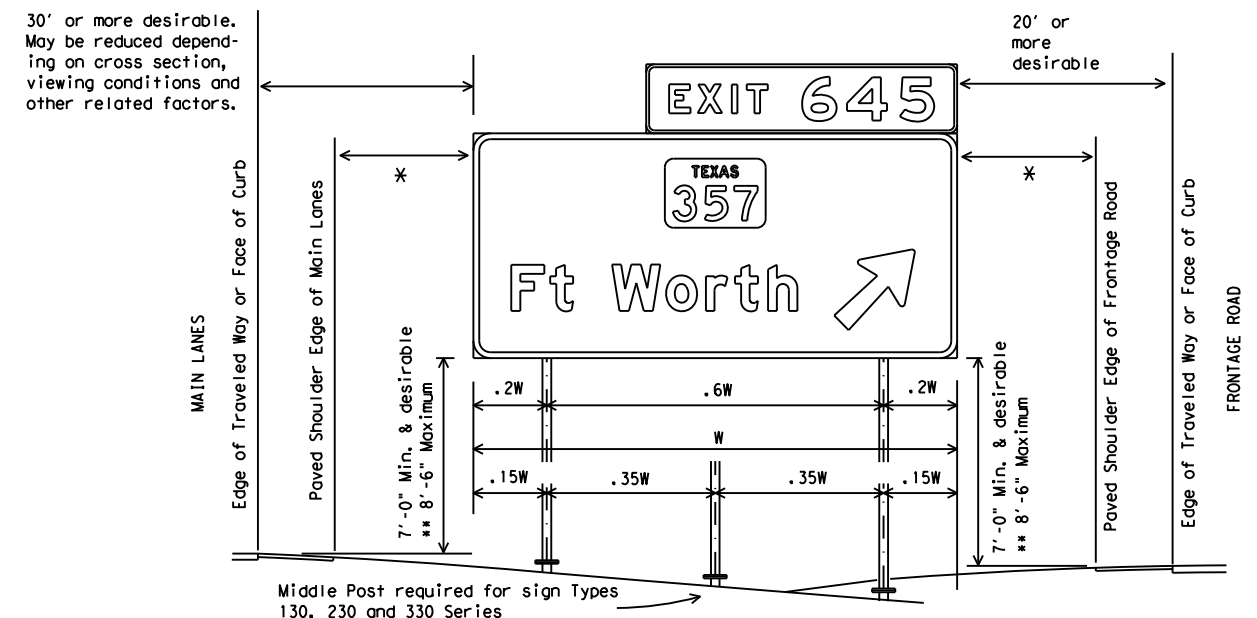 30' or more desirable.
May be reduced depend-
ing on cross section,
viewing conditions and
other related factors.
20' or
more
desirable
EXIT 645
*
*
TEXAS
357
Ft Worth
MAIN LANES
Edge of Traveled Way or Face of Curb
Paved Shoulder Edge of Main Lanes
7'-0" Min. & desirable
** 8'-6" Maximum
7'-0" Min. & desirable
** 8'-6" Maximum
Paved Shoulder Edge of Frontage Road
Edge of Traveled Way or Face of Curb
FRONTAGE ROAD
.2W .6W .2W
W
.15W .35W .35W .15W
Middle Post required for sign Types
130, 230 and 330 Series